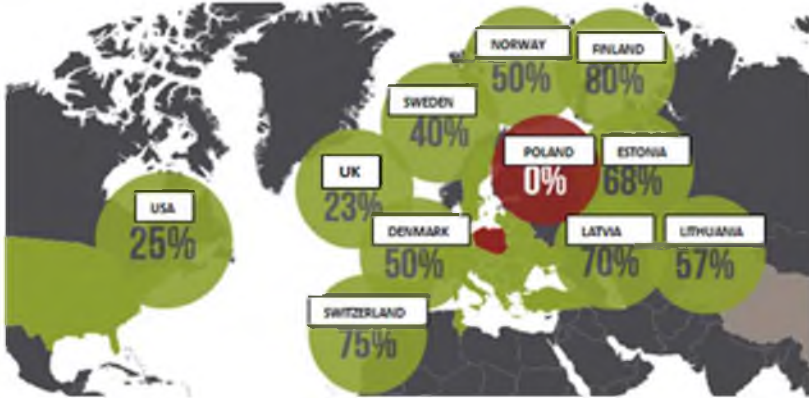 NORWAY
50%
FINLAND
80%
SWEDEN
40%
POLAND
0%
ESTONIA
68%
UK
23%
USA
25%
DENMARK
50%
LATVIA
70%
LITHUANIA
57%
SWITZERLAND
75%